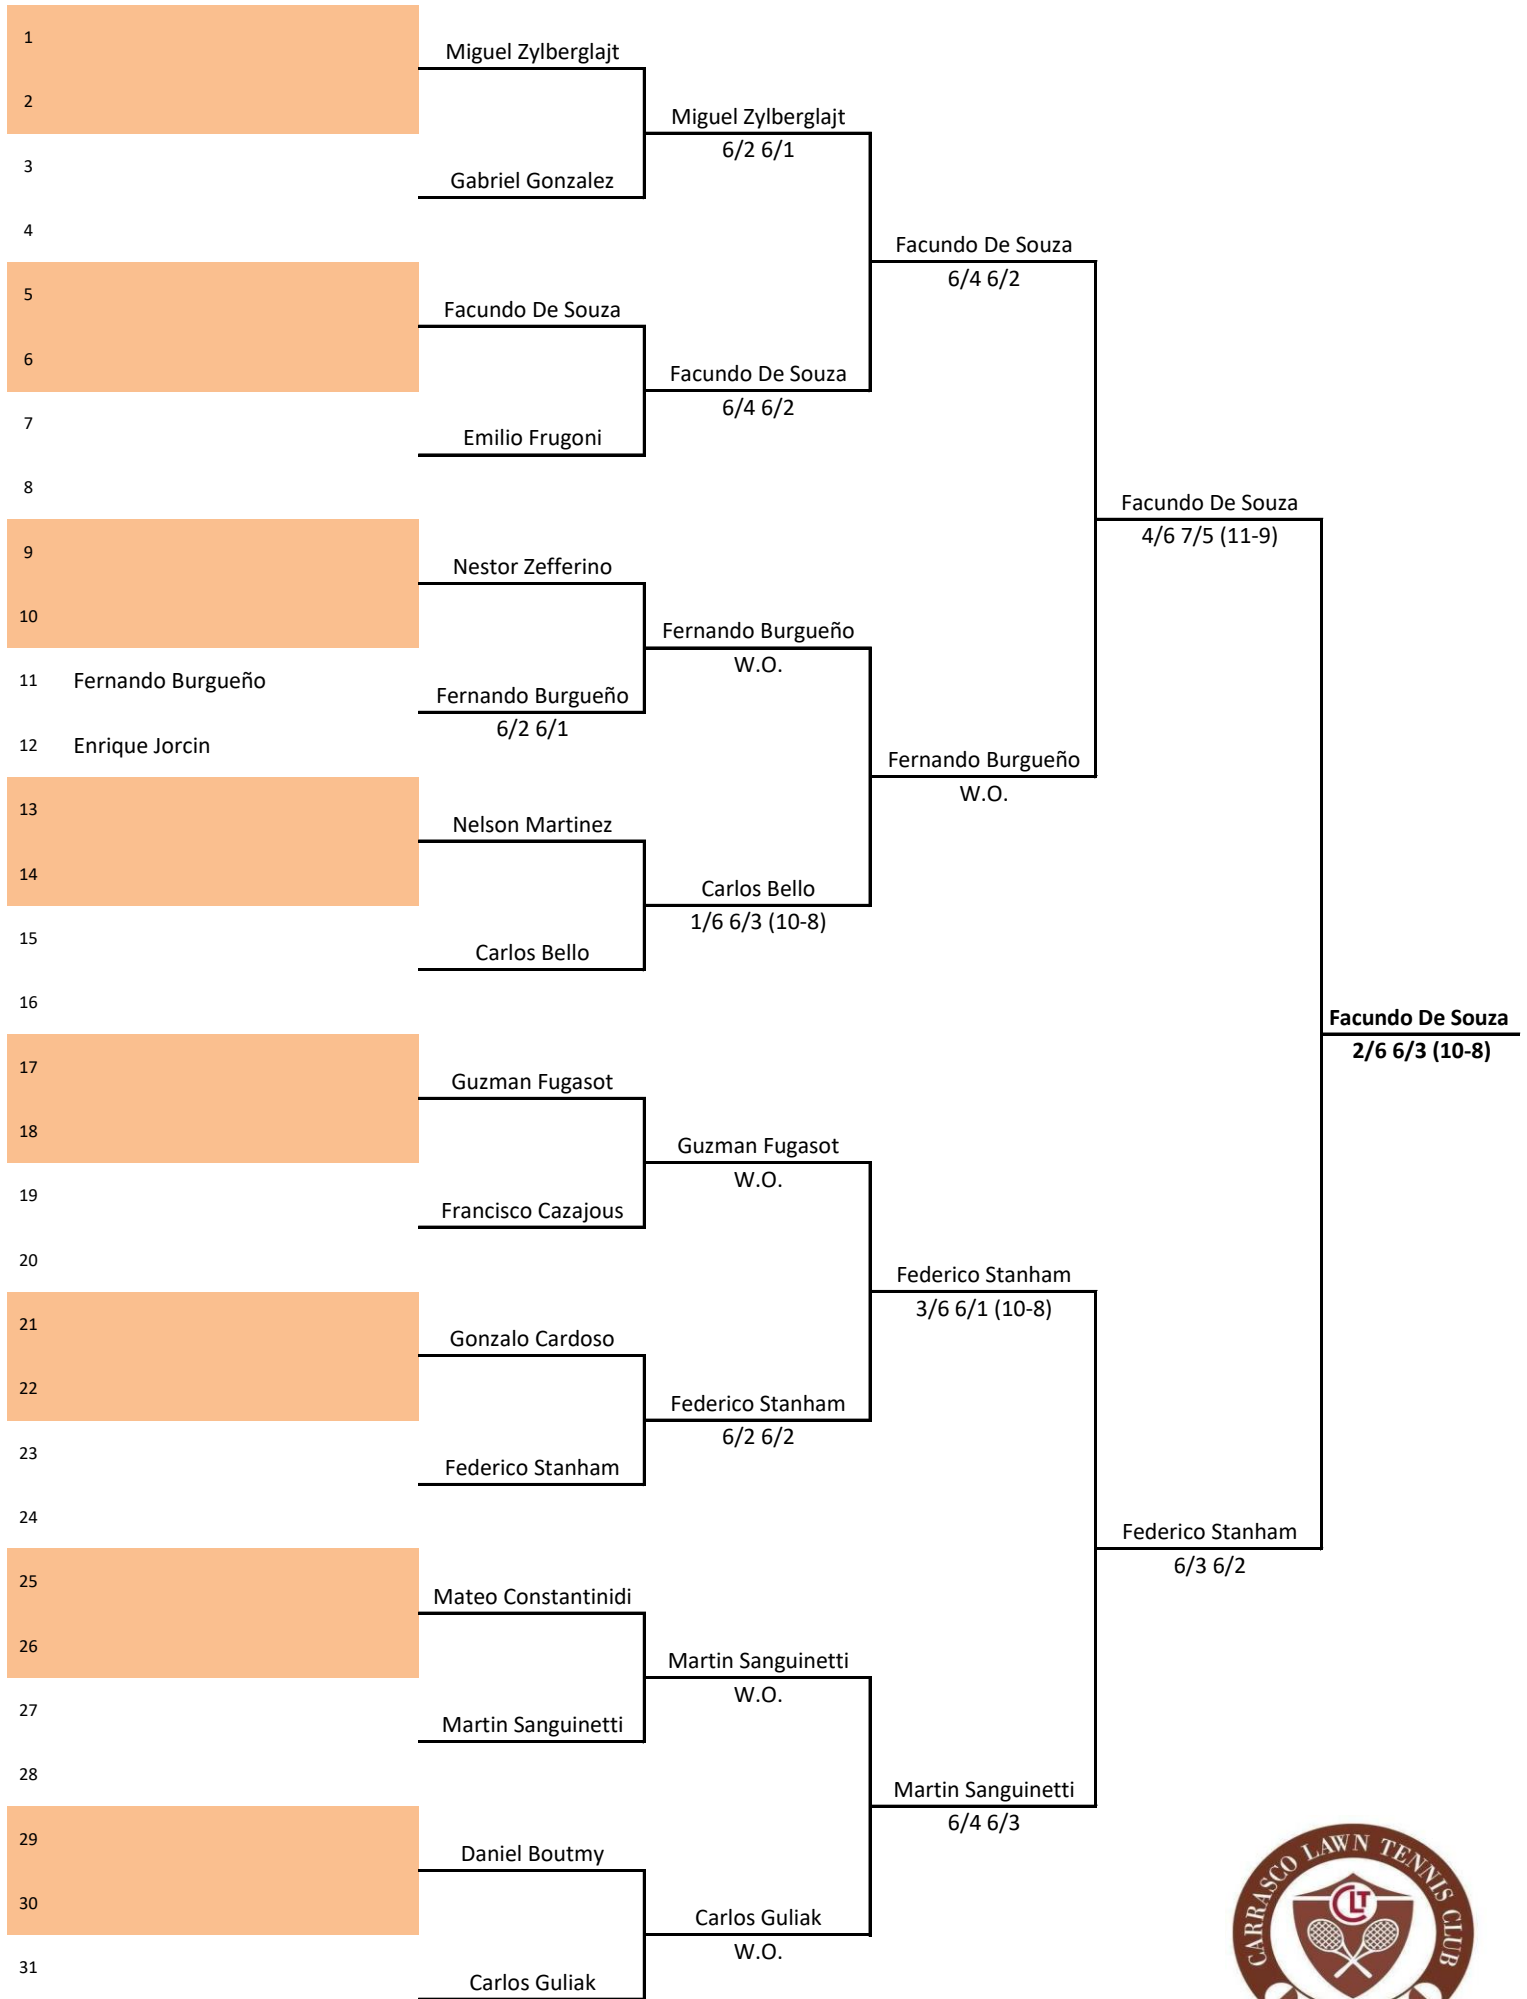 1
Miguel Zylberglajt
2
Miguel Zylberglajt
6/2 6/1
3
Gabriel Gonzalez
4
Facundo De Souza
6/4 6/2
5
Facundo De Souza
6
Facundo De Souza
6/4 6/2
7
Emilio Frugoni
8
Facundo De Souza
4/6 7/5 (11-9)
9
Nestor Zefferino
10
Fernando Burgueño
W.O.
11 Fernando Burgueño
Fernando Burgueño
6/2 6/1
12 Enrique Jorcin
Fernando Burgueño
W.O.
13
Nelson Martinez
14
Carlos Bello
1/6 6/3 (10-8)
15
Carlos Bello
16
Facundo De Souza
2/6 6/3 (10-8)
17
Guzman Fugasot
18
Guzman Fugasot
W.O.
19
Francisco Cazajous
20
Federico Stanham
3/6 6/1 (10-8)
21
Gonzalo Cardoso
22
Federico Stanham
6/2 6/2
23
Federico Stanham
24
Federico Stanham
6/3 6/2
25
Mateo Constantinidi
26
Martin Sanguinetti
W.O.
27
Martin Sanguinetti
28
Martin Sanguinetti
6/4 6/3
29
Daniel Boutmy
30
Carlos Guliak
W.O.
31
Carlos Guliak
CARRASCO LAWN TENNIS CLUB
CLT